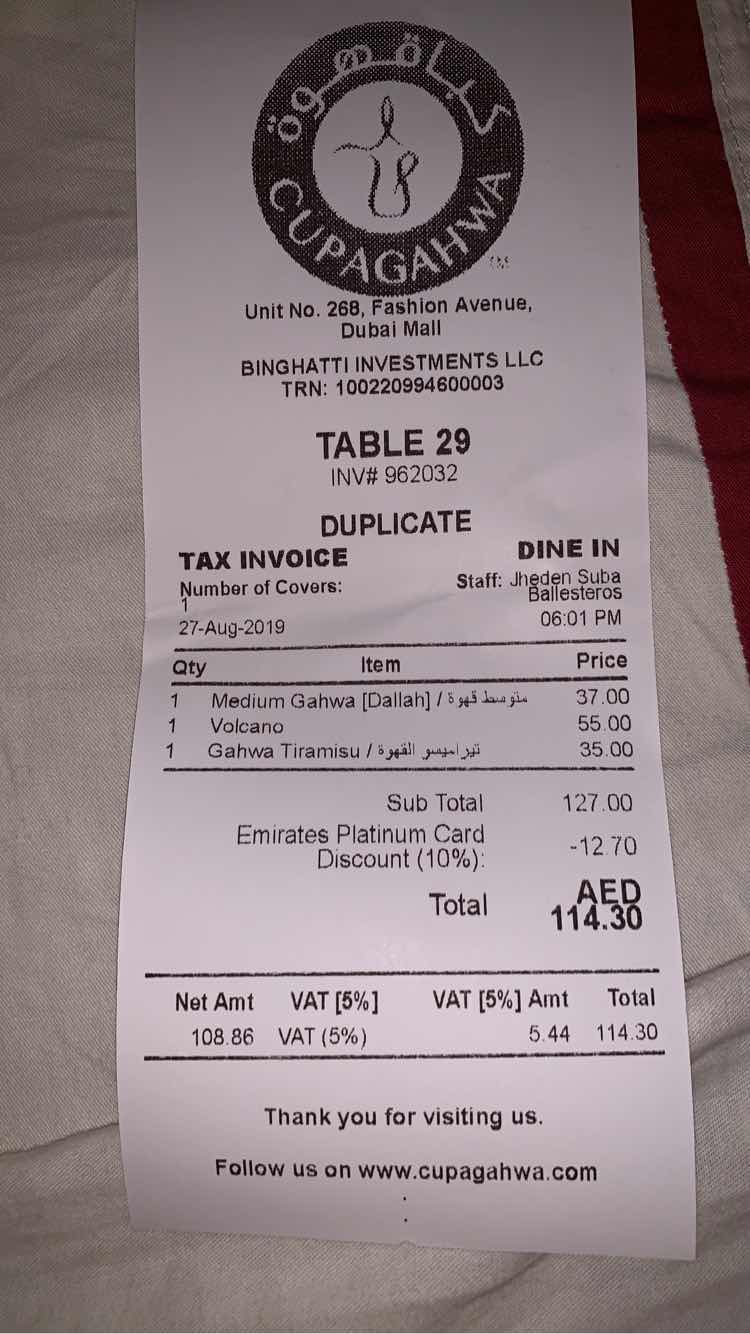 كباة قهوة
CUPAGAHWA
TM
Unit No. 268, Fashion Avenue,
Dubai Mall
BINGHATTI INVESTMENTS LLC
TRN: 100220994600003
TABLE 29
INV# 962032
DUPLICATE
TAX INVOICE DINE IN
Number of Covers: 1 Staff: Jheden Suba Ballesteros
27-Aug-2019 06:01 PM
Qty Item Price
1 Medium Gahwa [Dallah] / متوسط قهوة 37.00
1 Volcano 55.00
1 Gahwa Tiramisu / تيراميسو القهوة 35.00
Sub Total 127.00
Emirates Platinum Card
Discount (10%): -12.70
Total AED
114.30
Net Amt VAT [5%] VAT [5%] Amt Total
108.86 VAT (5%) 5.44 114.30
Thank you for visiting us.
Follow us on www.cupagahwa.com